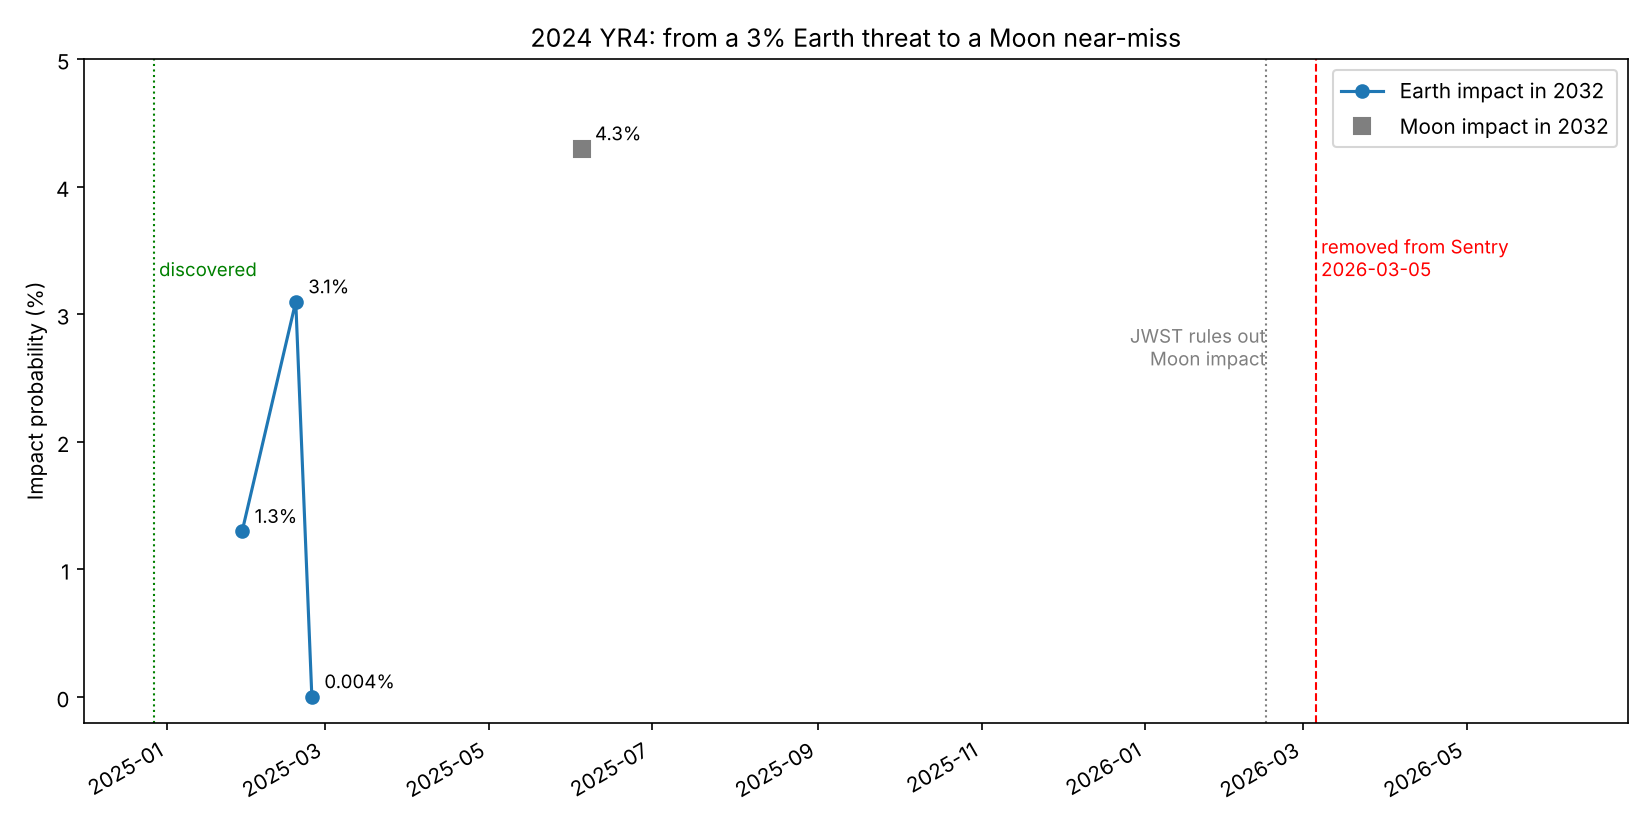 2024 YR4: from a 3% Earth threat to a Moon near-miss
Impact probability (%)
5
4
3
2
1
0
Earth impact in 2032
Moon impact in 2032
4.3%
discovered
3.1%
1.3%
0.004%
JWST rules out
Moon impact
removed from Sentry
2026-03-05
2025-01
2025-03
2025-05
2025-07
2025-09
2025-11
2026-01
2026-03
2026-05